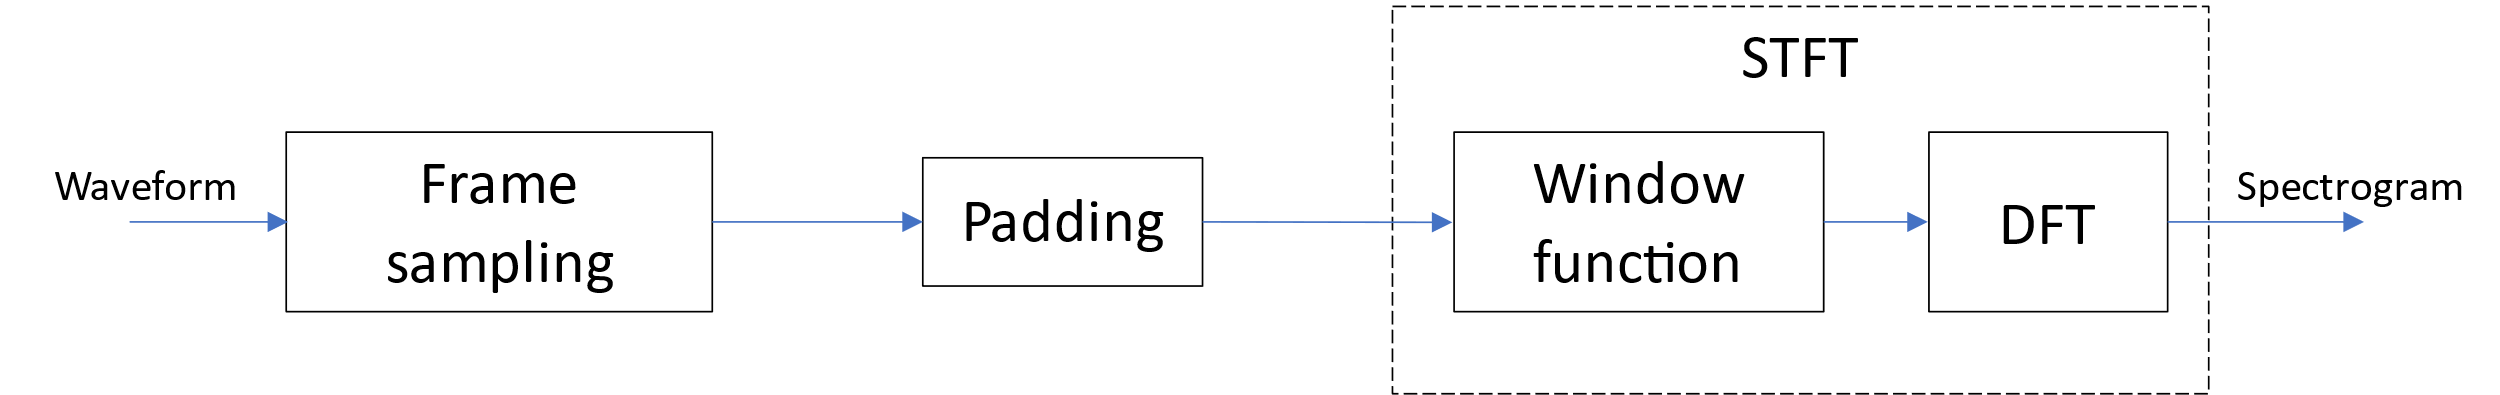 STFT
Waveform
Frame
sampling
Padding
Window
function
DFT
Spectrogram